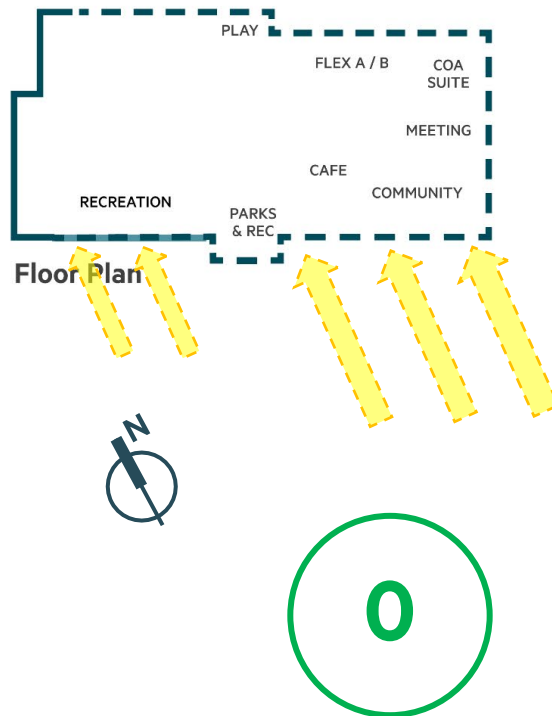 PLAY
FLEX A / B
COA
SUITE
MEETING
CAFE
COMMUNITY
RECREATION
PARKS
& REC
Floor Plan
N
0